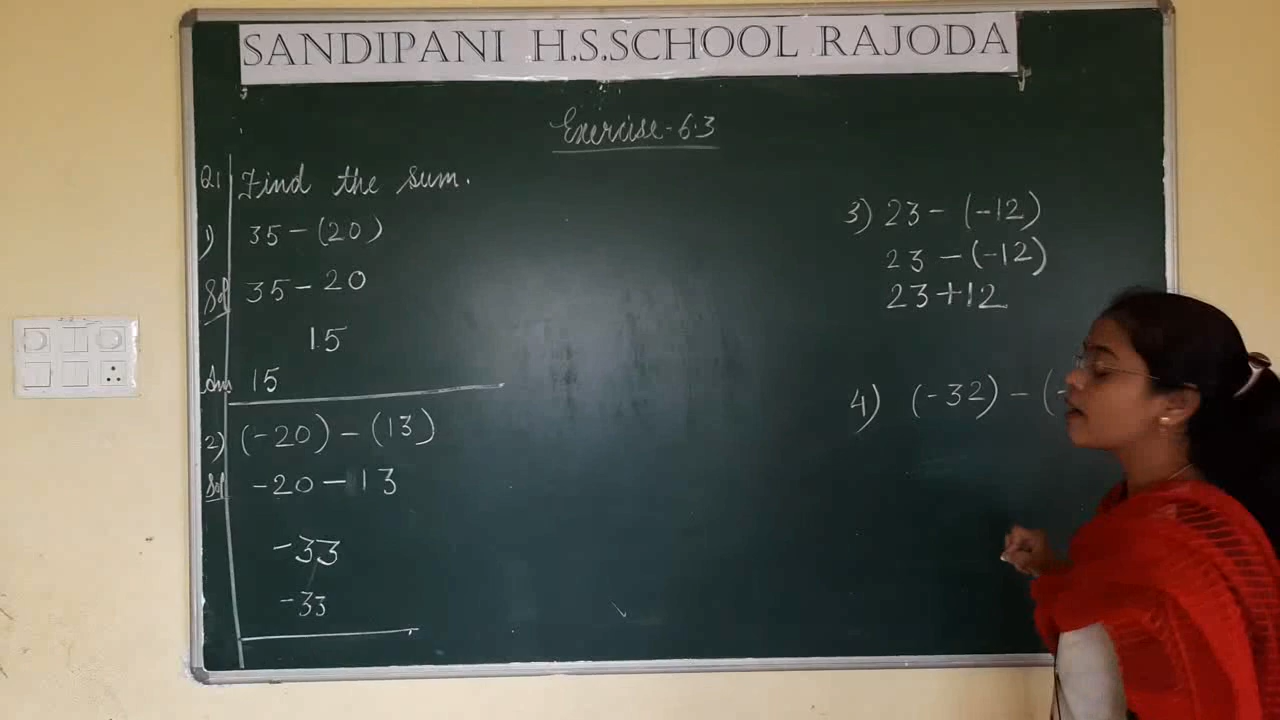 SANDIPANI H.S.SCHOOL RAJODA
Exercise-6.3
Q.1 Find the sum.
1) 35-(20)
Sol 35-20
15
Ans 15
2) (-20)-(13)
Sol -20-13
-33
-33
3) 23-(-12)
23-(-12)
23+12
4) (-32)-(-